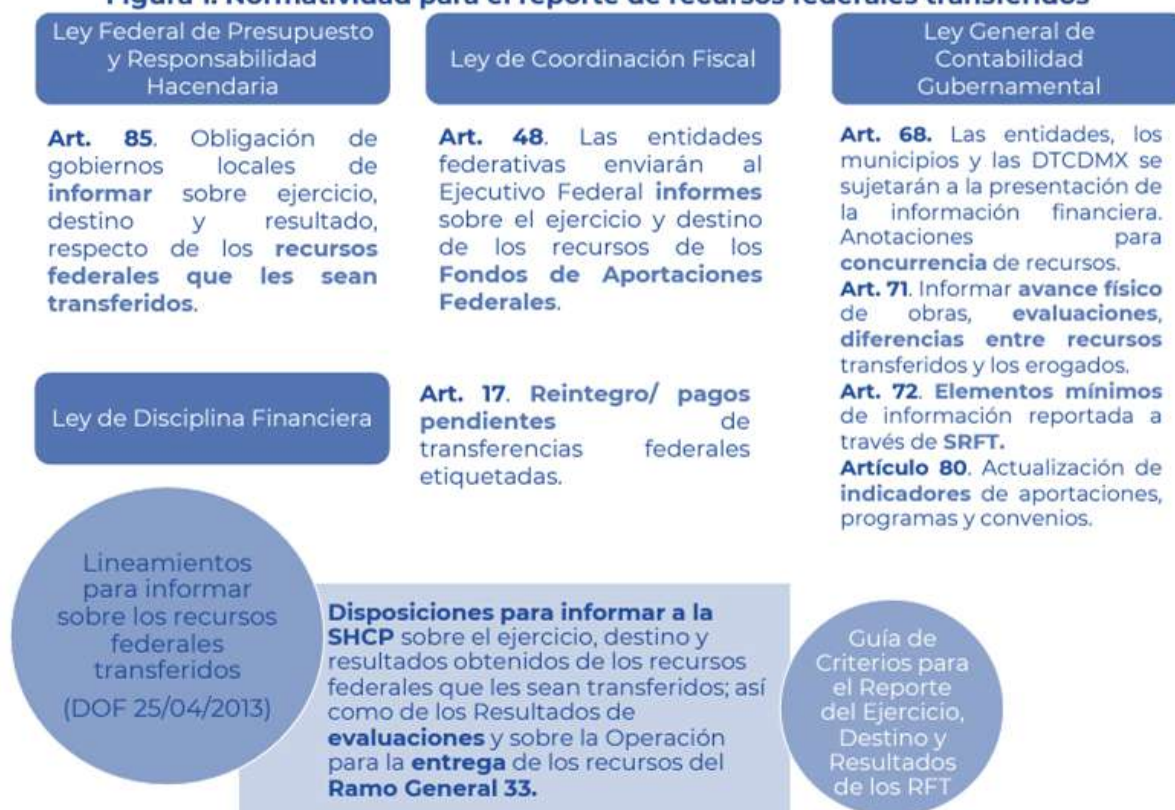 Figura 1. Normatividad para el reporte de recursos federales transferidos
Ley Federal de Presupuesto
y Responsabilidad
Hacendaria
Art. 85. Obligación de
gobiernos locales de
informar sobre ejercicio,
destino y resultado,
respecto de los recursos
federales que les sean
transferidos.
Ley de Coordinación Fiscal
Art. 48. Las entidades
federativas enviarán al
Ejecutivo Federal informes
sobre el ejercicio y destino
de los recursos de los
Fondos de Aportaciones
Federales.
Ley General de
Contabilidad
Gubernamental
Art. 68. Las entidades, los
municipios y las DTCDMX se
sujetarán a la presentación de
la información financiera.
Anotaciones para
concurrencia de recursos.
Art. 71. Informar avance físico
de obras, evaluaciones,
diferencias entre recursos
transferidos y los erogados.
Art. 72. Elementos mínimos
de información reportada a
través de SRFT.
Artículo 80. Actualización de
indicadores de aportaciones,
programas y convenios.
Ley de Disciplina Financiera
Art. 17. Reintegro/ pagos
pendientes de
transferencias federales
etiquetadas.
Lineamientos
para informar
sobre los recursos
federales
transferidos
(DOF 25/04/2013)
Disposiciones para informar a la
SHCP sobre el ejercicio, destino y
resultados obtenidos de los recursos
federales que les sean transferidos; así
como de los Resultados de
evaluaciones y sobre la Operación
para la entrega de los recursos del
Ramo General 33.
Guía de
Criterios para
el Reporte
del Ejercicio,
Destino y
Resultados
de los RFT